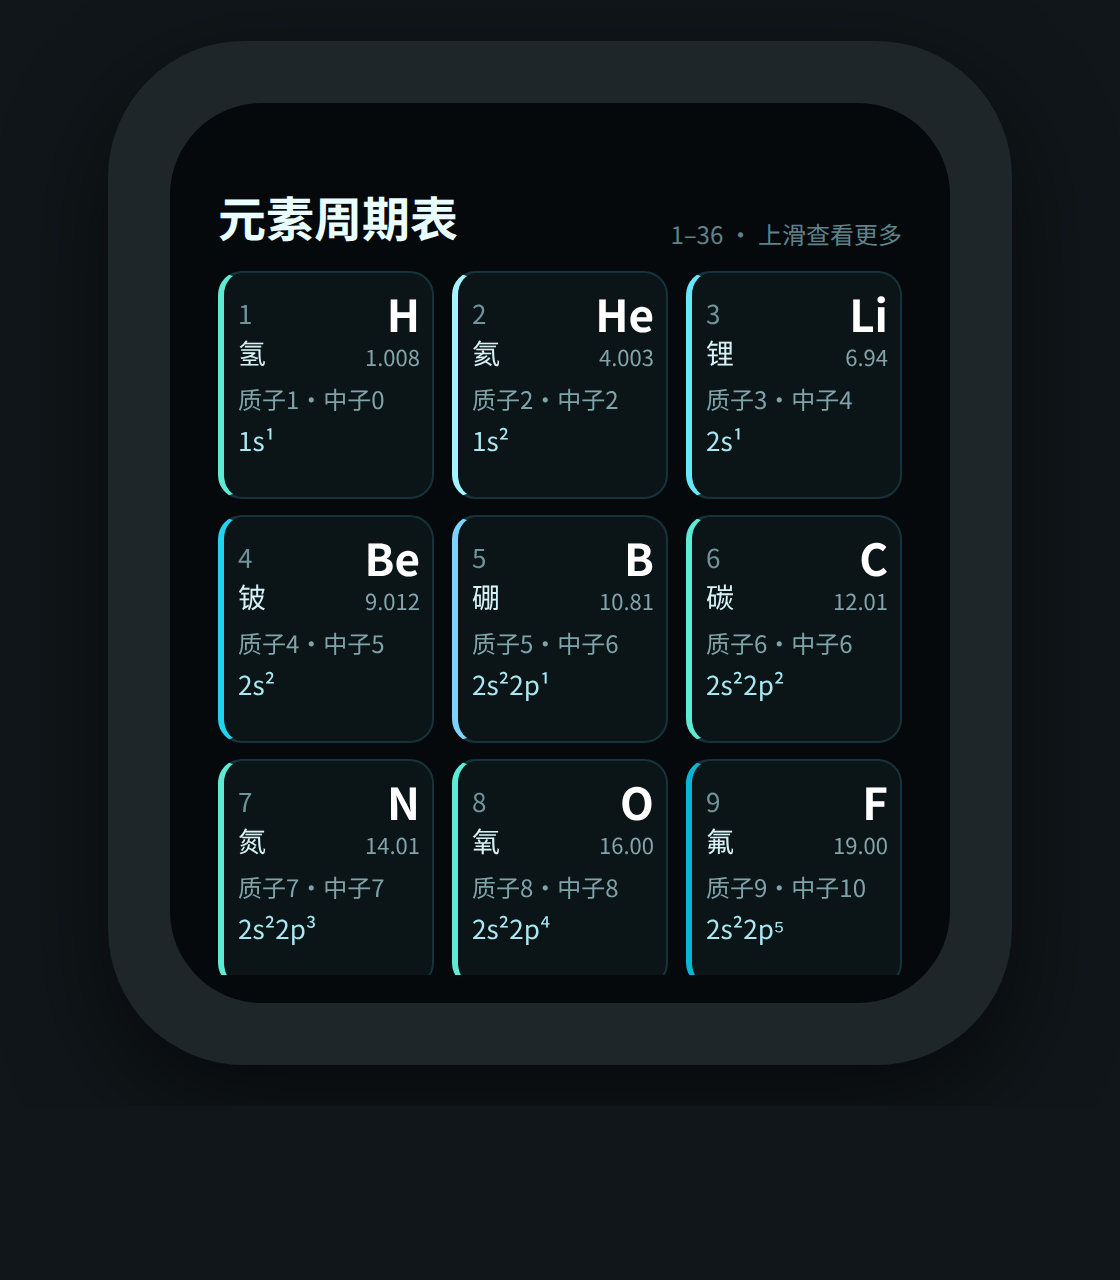 元素周期表
1–36 · 上滑查看更多
1 H
氢 1.008
质子1·中子0
1s¹
2 He
氦 4.003
质子2·中子2
1s²
3 Li
锂 6.94
质子3·中子4
2s¹
4 Be
铍 9.012
质子4·中子5
2s²
5 B
硼 10.81
质子5·中子6
2s²2p¹
6 C
碳 12.01
质子6·中子6
2s²2p²
7 N
氮 14.01
质子7·中子7
2s²2p³
8 O
氧 16.00
质子8·中子8
2s²2p⁴
9 F
氟 19.00
质子9·中子10
2s²2p⁵